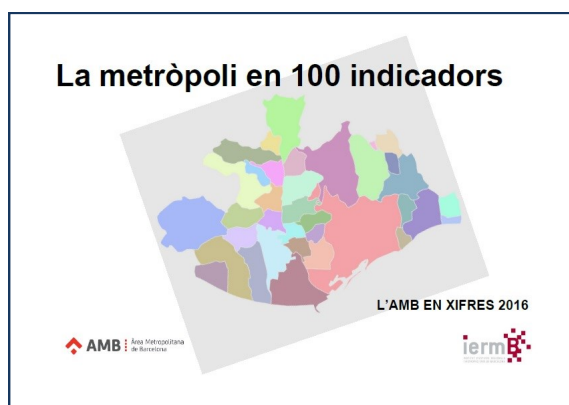 La metròpoli en 100 indicadors
L'AMB EN XIFRES 2016
AMB Àrea Metropolitana
de Barcelona
iermB